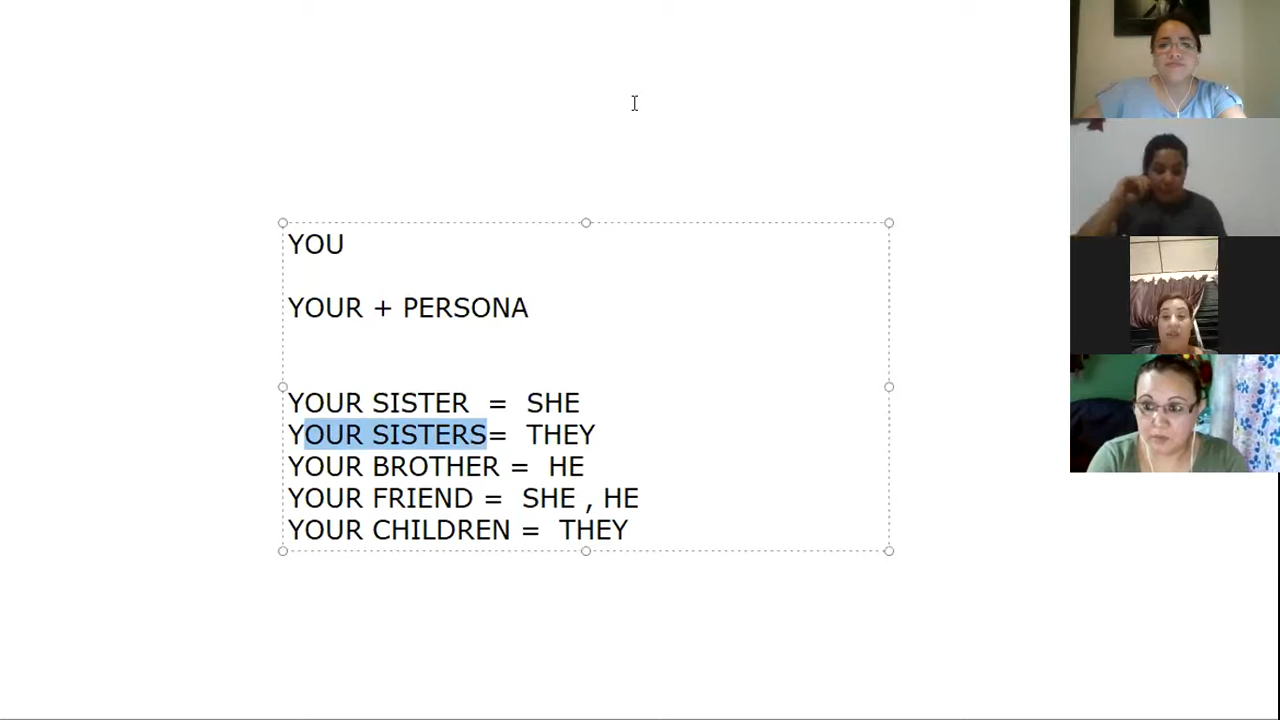 YOU
YOUR + PERSONA
YOUR SISTER = SHE
YOUR SISTERS= THEY
YOUR BROTHER = HE
YOUR FRIEND = SHE , HE
YOUR CHILDREN = THEY